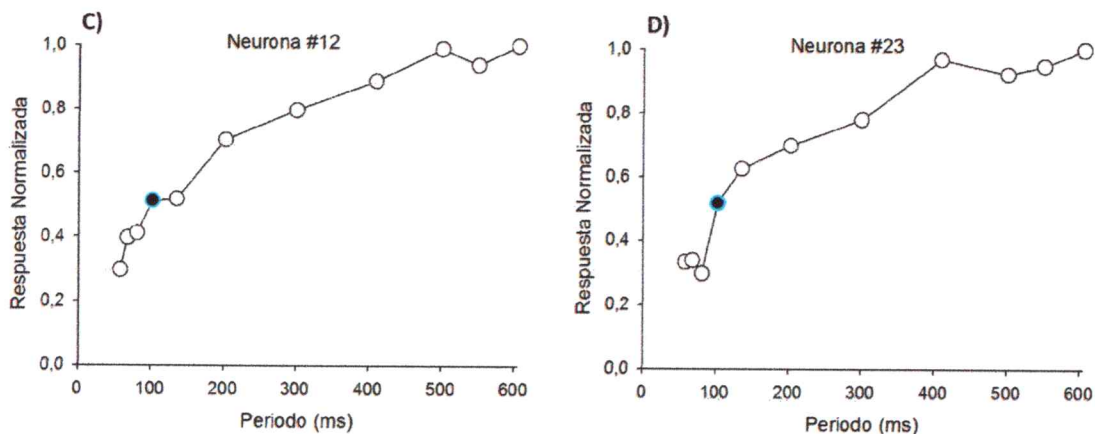 C)
Neurona #12
Respuesta Normalizada
1,0
0,8
0,6
0,4
0,2
0,0
0 100 200 300 400 500 600
Periodo (ms)
D)
Neurona #23
Respuesta Normalizada
1,0
0,8
0,6
0,4
0,2
0,0
0 100 200 300 400 500 600
Periodo (ms)